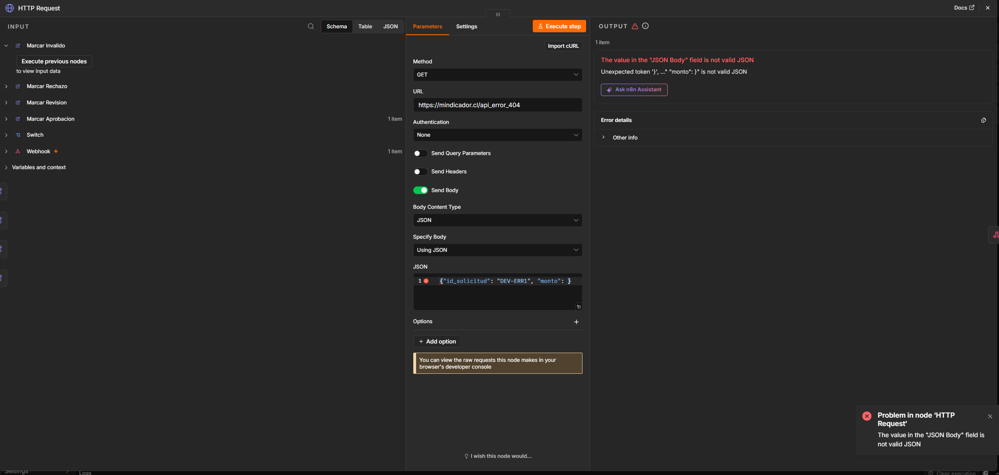 HTTP Request
Docs
INPUT
Schema
Table
JSON
Marcar Invalido
Execute previous nodes
to view input data
Marcar Rechazo
Marcar Revision
Marcar Aprobacion
1 item
Switch
Webhook
1 item
Variables and context
Parameters
Settings
Execute step
Import cURL
Method
GET
URL
https://mindicador.cl/api_error_404
Authentication
None
Send Query Parameters
Send Headers
Send Body
Body Content Type
JSON
Specify Body
Using JSON
JSON
1 {"id_solicitud": "DEV-ERR1", "monto": }
Options
Add option
You can view the raw requests this node makes in your
browser's developer console
I wish this node would...
OUTPUT
1 item
The value in the "JSON Body" field is not valid JSON
Unexpected token '}', ..." "monto": }" is not valid JSON
Ask n8n Assistant
Error details
Other info
Problem in node ‘HTTP
Request‘
The value in the "JSON Body" field is
not valid JSON
Settings
Logs
Clear execution